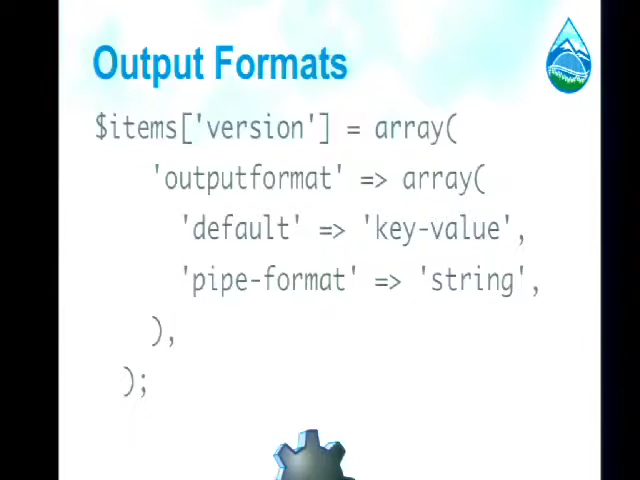 Output Formats
$items['version'] = array(
'outputformat' => array(
'default' => 'key-value',
'pipe-format' => 'string',
),
);